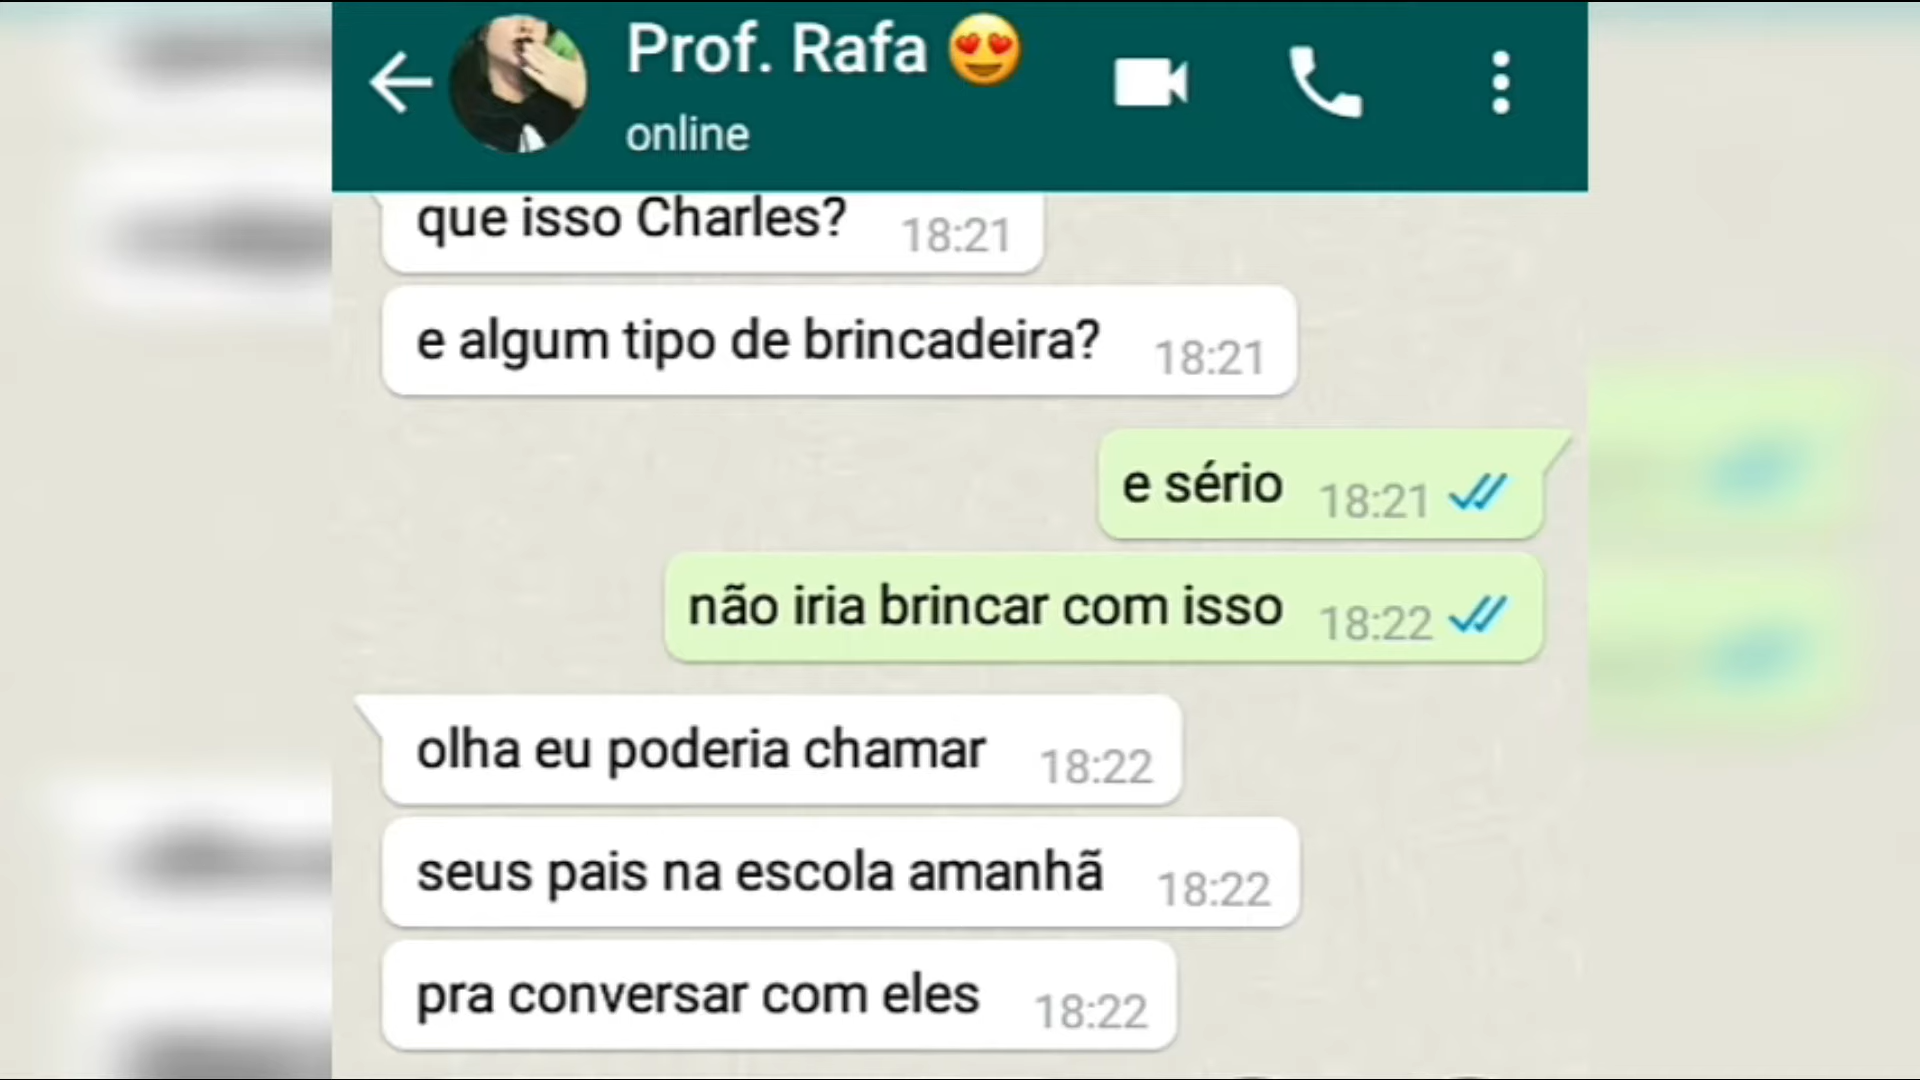 Prof. Rafa 😍
online
que isso Charles? 18:21
e algum tipo de brincadeira? 18:21
e sério 18:21
não iria brincar com isso 18:22
olha eu poderia chamar 18:22
seus pais na escola amanhã 18:22
pra conversar com eles 18:22